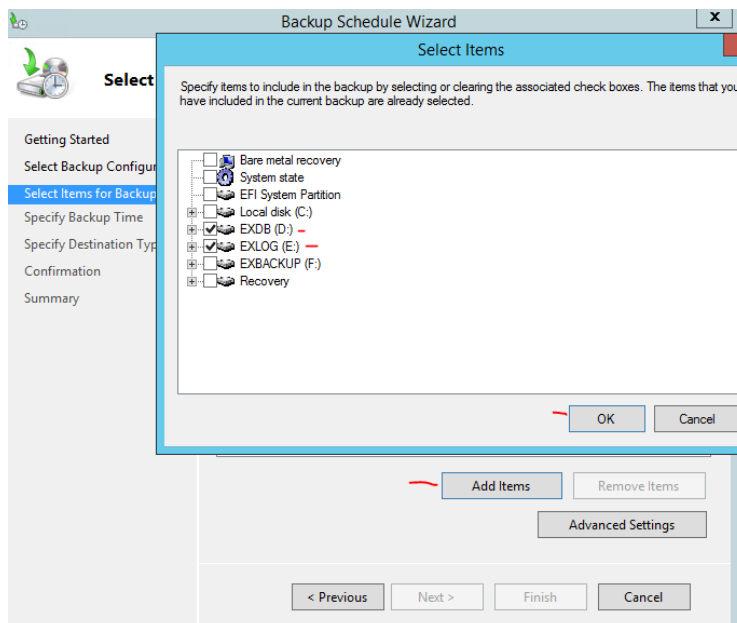 Backup Schedule Wizard
x
Select Items
Select
Specify items to include in the backup by selecting or clearing the associated check boxes. The items that you
have included in the current backup are already selected.
Getting Started
Select Backup Configur
Select Items for Backup
Specify Backup Time
Specify Destination Typ
Confirmation
Summary
Bare metal recovery
System state
EFI System Partition
Local disk (C:)
EXDB (D:)
EXLOG (E:)
EXBACKUP (F:)
Recovery
OK Cancel
Add Items Remove Items
Advanced Settings
< Previous Next > Finish Cancel